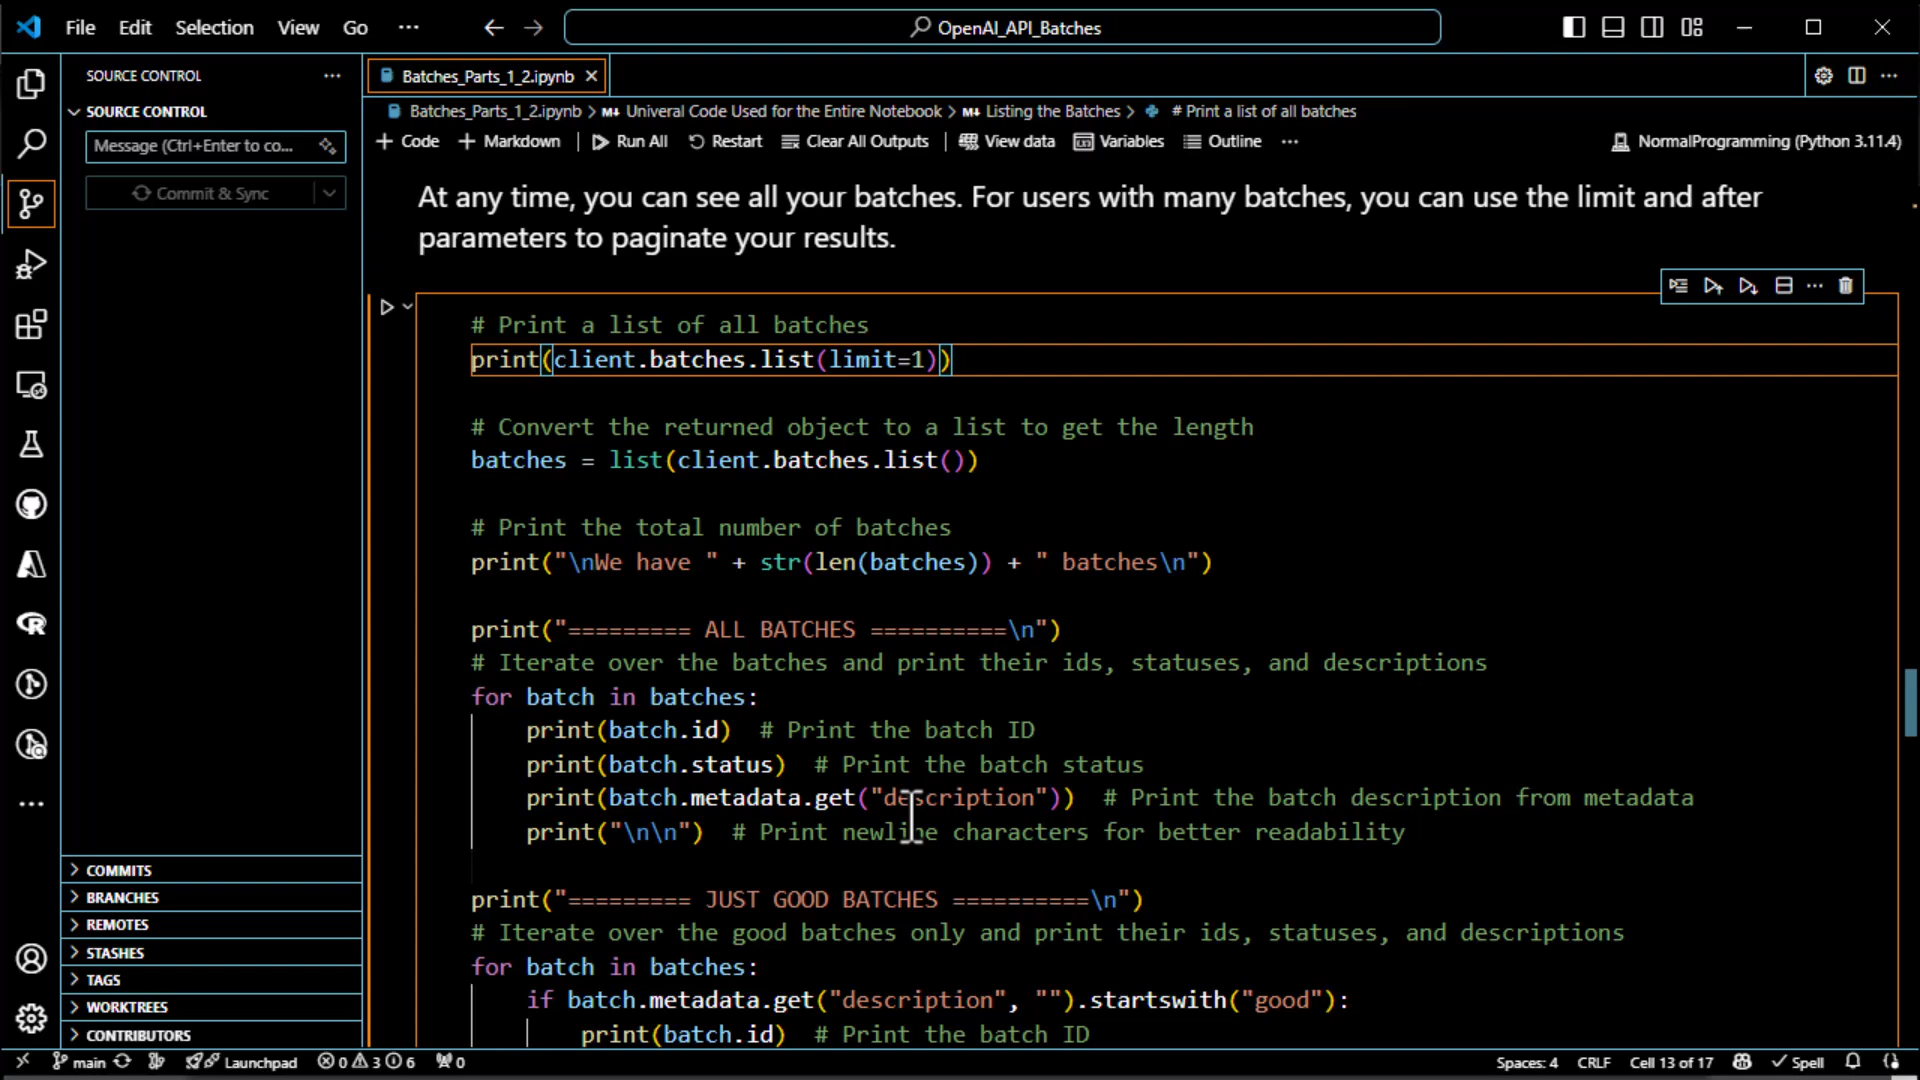 File Edit Selection View Go ··· OpenAI_API_Batches
SOURCE CONTROL ···
SOURCE CONTROL
Message (Ctrl+Enter to co...
Commit & Sync
COMMITS
BRANCHES
REMOTES
STASHES
TAGS
WORKTREES
CONTRIBUTORS
Batches_Parts_1_2.ipynb
Batches_Parts_1_2.ipynb > Univeral Code Used for the Entire Notebook > Listing the Batches > # Print a list of all batches
+ Code + Markdown Run All Restart Clear All Outputs View data Variables Outline ··· NormalProgramming (Python 3.11.4)
At any time, you can see all your batches. For users with many batches, you can use the limit and after
parameters to paginate your results.
# Print a list of all batches
print(client.batches.list(limit=1))
# Convert the returned object to a list to get the length
batches = list(client.batches.list())
# Print the total number of batches
print("\nWe have " + str(len(batches)) + " batches\n")
print("========= ALL BATCHES ==========\n")
# Iterate over the batches and print their ids, statuses, and descriptions
for batch in batches:
print(batch.id) # Print the batch ID
print(batch.status) # Print the batch status
print(batch.metadata.get("description")) # Print the batch description from metadata
print("\n\n") # Print newline characters for better readability
print("========= JUST GOOD BATCHES ==========\n")
# Iterate over the good batches only and print their ids, statuses, and descriptions
for batch in batches:
if batch.metadata.get("description", "").startswith("good"):
print(batch.id) # Print the batch ID
main Launchpad 0 3 6 0 Spaces: 4 CRLF Cell 13 of 17 Spell